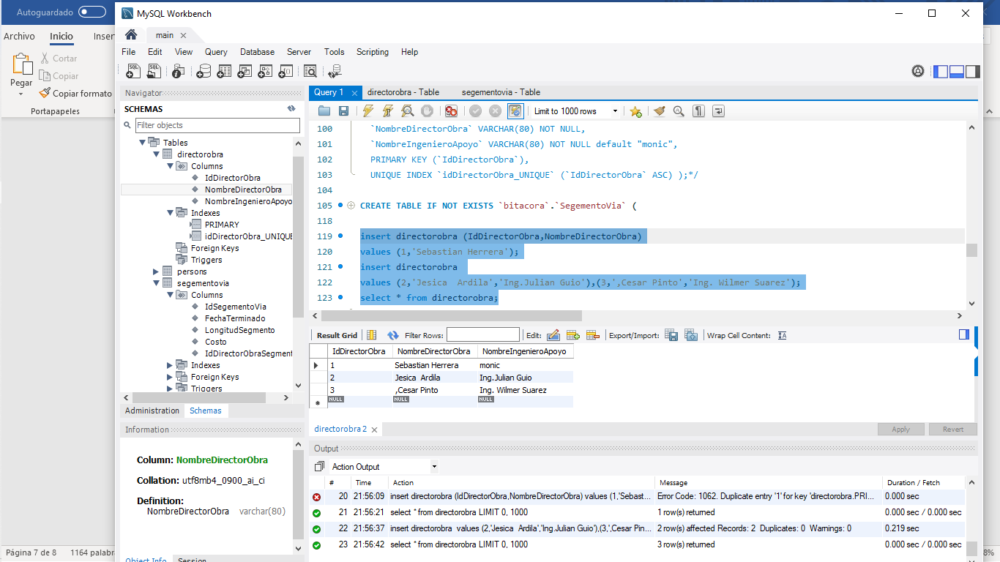 Autoguardado
MySQL Workbench
Archivo Inicio Inser
main
File Edit View Query Database Server Tools Scripting Help
Cortar
Copiar
Pegar
Copiar formato
Portapapeles
Navigator
Query 1 directorobra - Table segementovia - Table
SCHEMAS
Filter objects
Limit to 1000 rows
Tables
directorobra
Columns
IdDirectorObra
NombreDirectorObra
NombreIngenieroApoyo
Indexes
PRIMARY
idDirectorObra_UNIQUE
Foreign Keys
Triggers
persons
segementovia
Columns
IdSegementoVia
FechaTerminado
LongitudSegmento
Costo
IdDirectorObraSegment
Indexes
Foreign Keys
Triggers
100 `NombreDirectorObra` VARCHAR(80) NOT NULL,
101 `NombreIngenieroApoyo` VARCHAR(80) NOT NULL default "monic",
102 PRIMARY KEY (`IdDirectorObra`),
103 UNIQUE INDEX `idDirectorObra_UNIQUE` (`IdDirectorObra` ASC) );*/
104
105 CREATE TABLE IF NOT EXISTS `bitacora`.`SegementoVia` (
118
119 insert directorobra (IdDirectorObra,NombreDirectorObra)
120 values (1,'Sebastian Herrera');
121 insert directorobra
122 values (2,'Jesica  Ardila','Ing.Julian Guio'),(3,',Cesar Pinto','Ing. Wilmer Suarez');
123 select * from directorobra;
Result Grid Filter Rows: Edit: Export/Import: Wrap Cell Content:
IdDirectorObra NombreDirectorObra NombreIngenieroApoyo
1 Sebastian Herrera monic
2 Jesica  Ardila Ing.Julian Guio
3 ,Cesar Pinto Ing. Wilmer Suarez
NULL NULL NULL
Administration Schemas
Information
directorobra 2
Apply Revert
Column: NombreDirectorObra
Collation: utf8mb4_0900_ai_ci
Definition:
NombreDirectorObra varchar(80)
Object Info Session
Output
Action Output
# Time Action Message Duration / Fetch
20 21:56:09 insert directorobra (IdDirectorObra,NombreDirectorObra) values (1,'Sebast... Error Code: 1062. Duplicate entry '1' for key 'directorobra.PRI... 0.000 sec
21 21:56:21 select * from directorobra LIMIT 0, 1000 1 row(s) returned 0.000 sec / 0.000 sec
22 21:56:37 insert directorobra  values (2,'Jesica  Ardila','Ing.Julian Guio'),(3,',Cesar Pin... 2 row(s) affected Records: 2  Duplicates: 0  Warnings: 0 0.219 sec
23 21:56:42 select * from directorobra LIMIT 0, 1000 3 row(s) returned 0.000 sec / 0.000 sec
Página 7 de 8 1164 palabr
8%